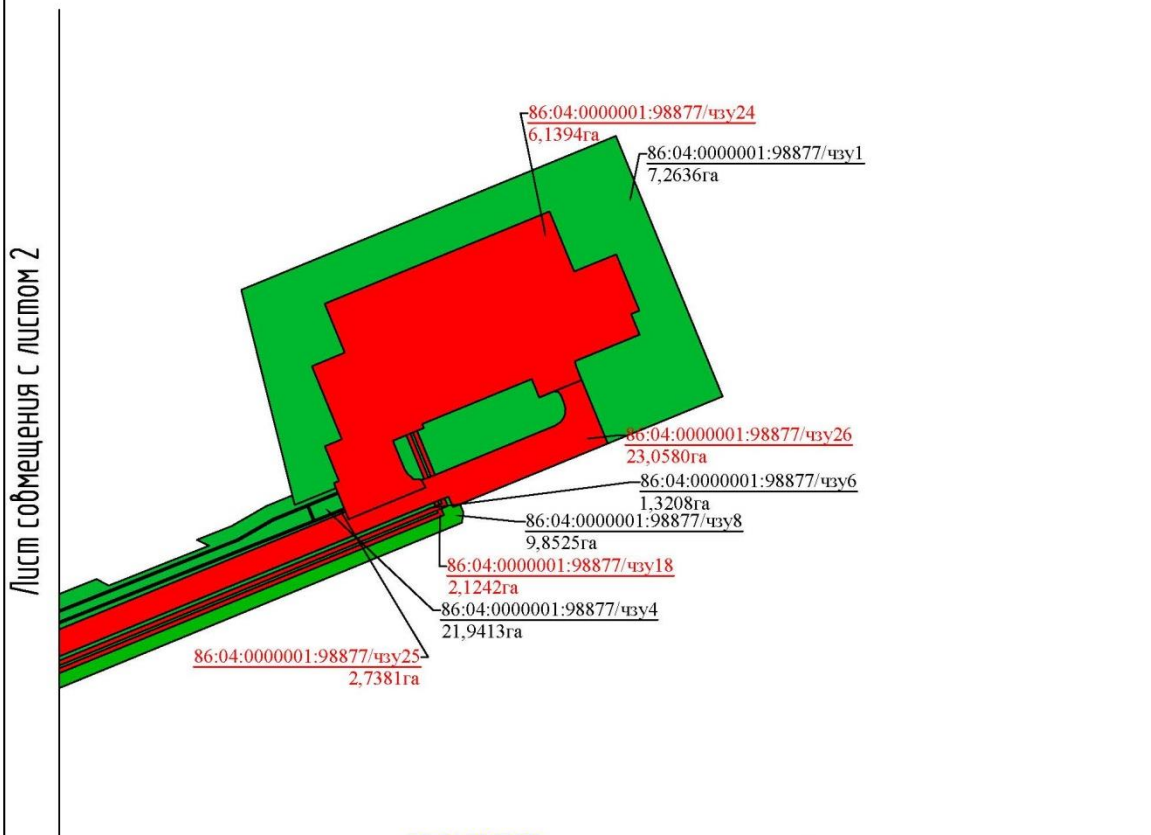 Лист совмещения с листом 2
86:04:0000001:98877/чзу24
6,1394га
86:04:0000001:98877/чзу1
7,2636га
86:04:0000001:98877/чзу26
23,0580га
86:04:0000001:98877/чзу6
1,3208га
86:04:0000001:98877/чзу8
9,8525га
86:04:0000001:98877/чзу18
2,1242га
86:04:0000001:98877/чзу4
21,9413га
86:04:0000001:98877/чзу25
2,7381га